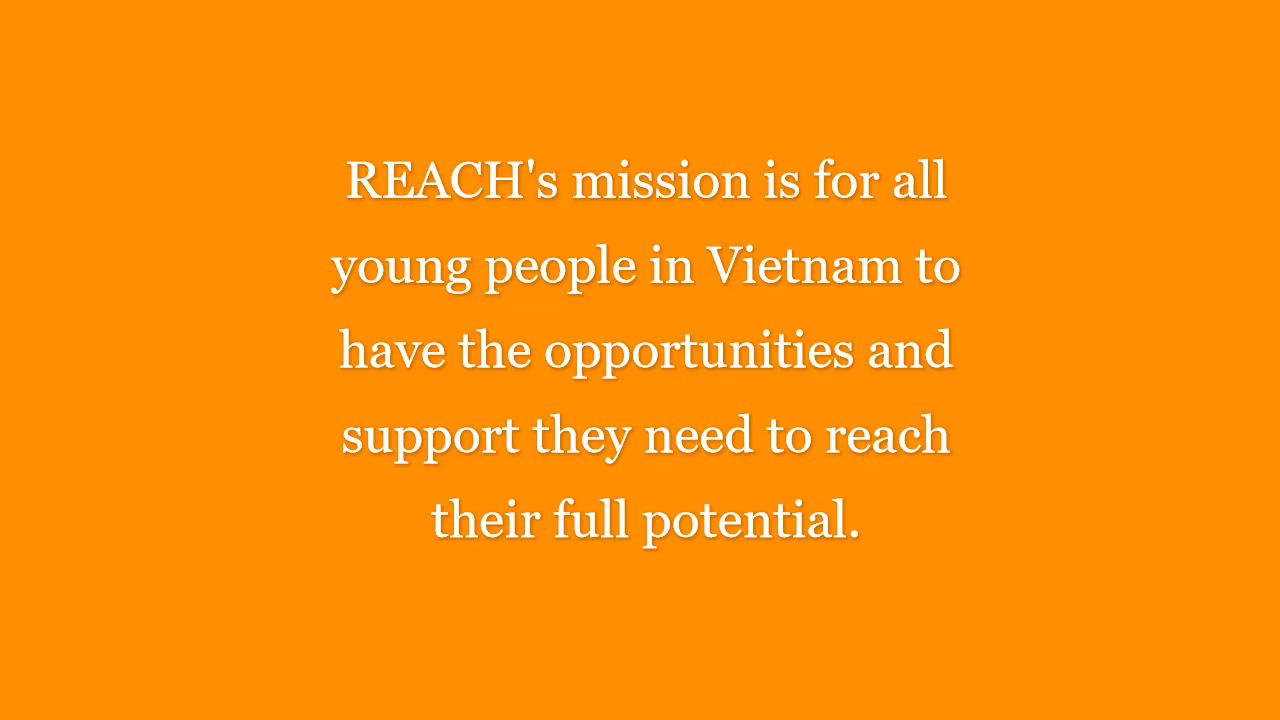 REACH's mission is for all
young people in Vietnam to
have the opportunities and
support they need to reach
their full potential.